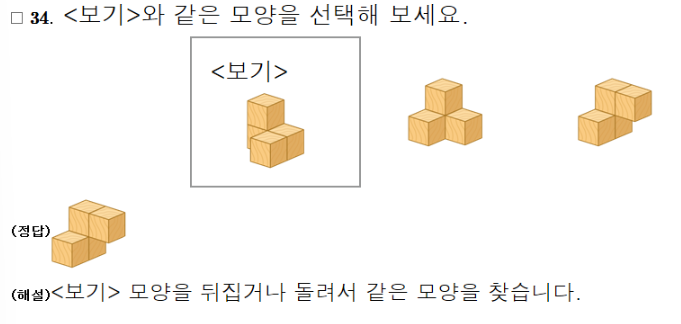 □ 34. <보기>와 같은 모양을 선택해 보세요.
<보기>
(정답)
(해설)<보기> 모양을 뒤집거나 돌려서 같은 모양을 찾습니다.